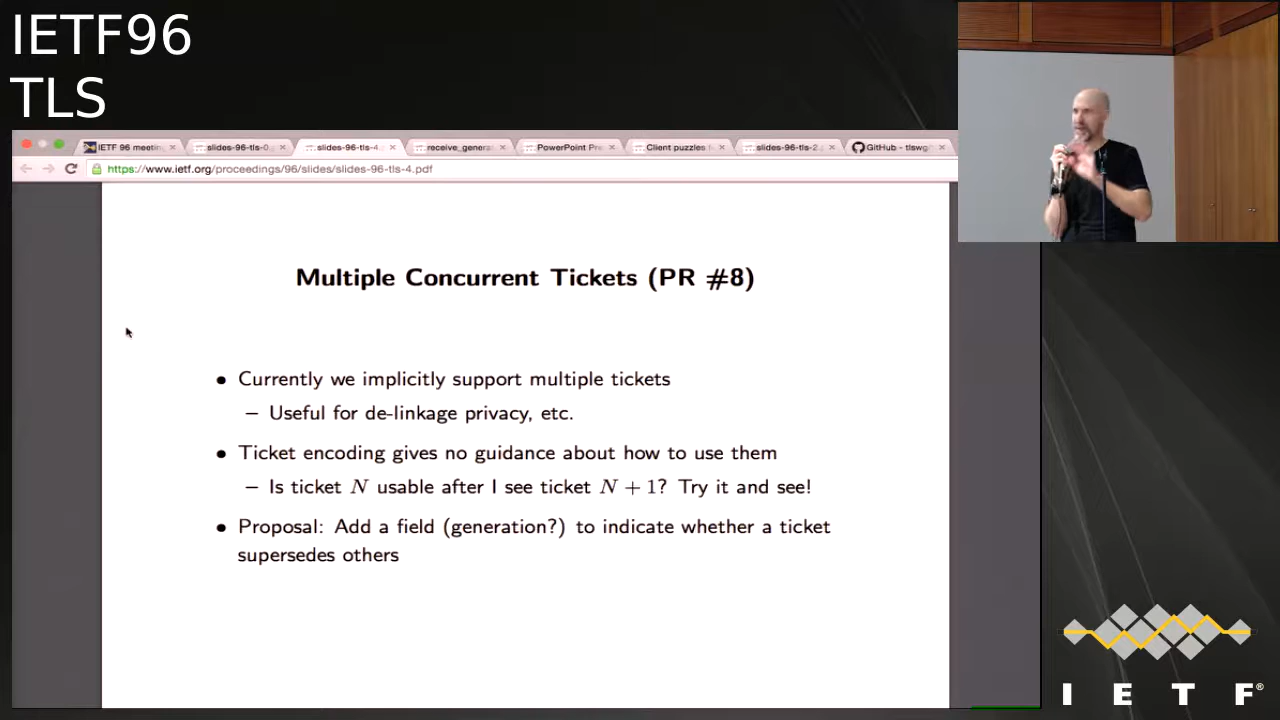 IETF96
TLS
IETF 96 meetin
slides-96-tls-0
slides-96-tls-4
receive_genera
PowerPoint Pre
Client puzzles f
slides-96-tls-2
GitHub - tlswg
https://www.ietf.org/proceedings/96/slides/slides-96-tls-4.pdf
Multiple Concurrent Tickets (PR #8)
• Currently we implicitly support multiple tickets
– Useful for de-linkage privacy, etc.
• Ticket encoding gives no guidance about how to use them
– Is ticket N usable after I see ticket N + 1? Try it and see!
• Proposal: Add a field (generation?) to indicate whether a ticket
supersedes others
I E T F®